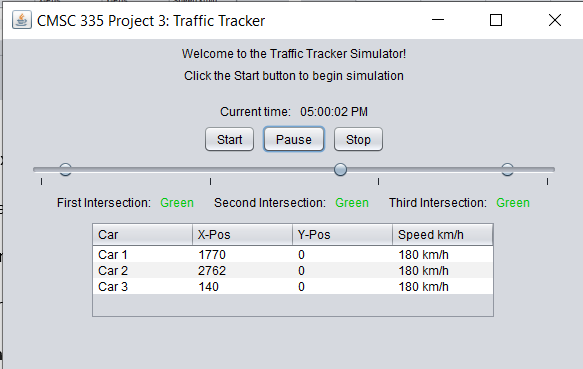 CMSC 335 Project 3: Traffic Tracker
Welcome to the Traffic Tracker Simulator!
Click the Start button to begin simulation
Current time: 05:00:02 PM
Start Pause Stop
First Intersection: Green Second Intersection: Green Third Intersection: Green
Car X-Pos Y-Pos Speed km/h
Car 1 1770 0 180 km/h
Car 2 2762 0 180 km/h
Car 3 140 0 180 km/h